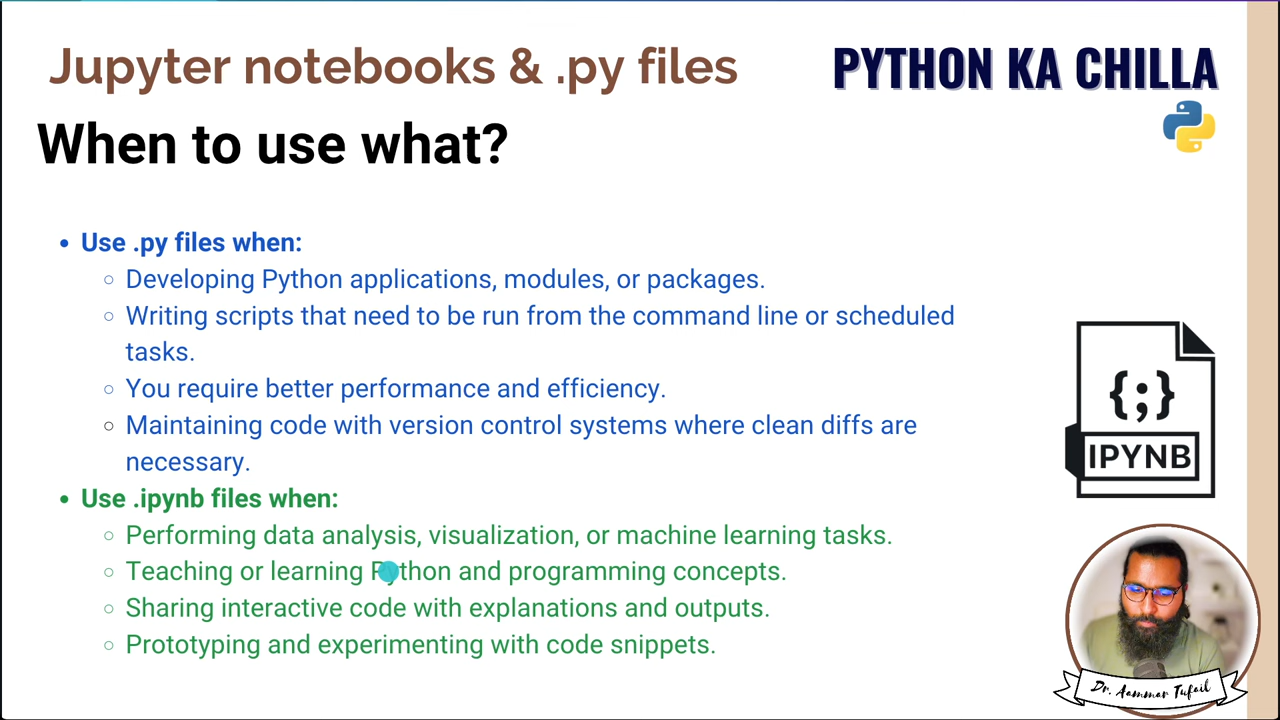 Jupyter notebooks & .py files
PYTHON KA CHILLA
When to use what?
• Use .py files when:
○ Developing Python applications, modules, or packages.
○ Writing scripts that need to be run from the command line or scheduled
tasks.
○ You require better performance and efficiency.
○ Maintaining code with version control systems where clean diffs are
necessary.
• Use .ipynb files when:
○ Performing data analysis, visualization, or machine learning tasks.
○ Teaching or learning Python and programming concepts.
○ Sharing interactive code with explanations and outputs.
○ Prototyping and experimenting with code snippets.
{;}
IPYNB
Dr. Aammar Tufail